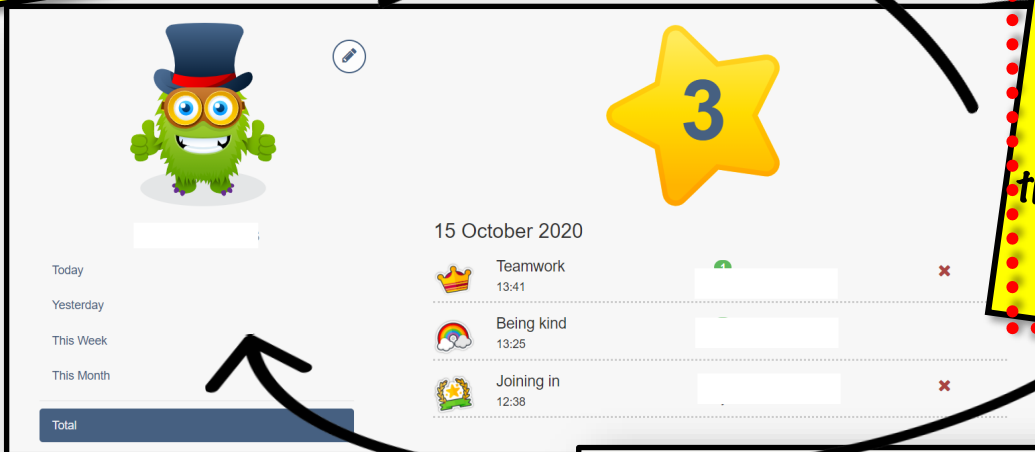 3
15 October 2020
Teamwork
13:41
Being kind
13:25
Joining in
12:38
Today
Yesterday
This Week
This Month
Total